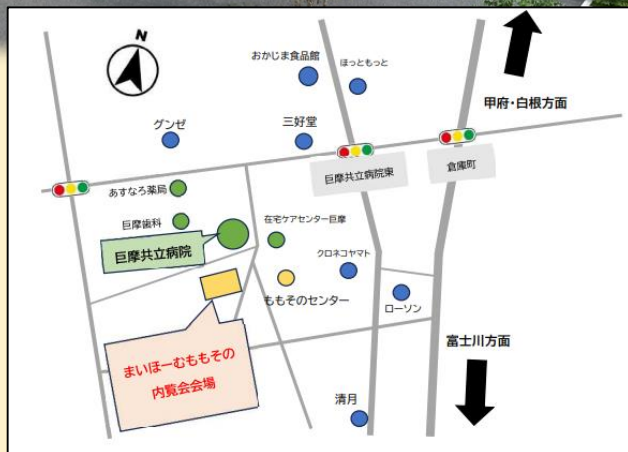 N
おかじま食品館
ほっともっと
甲府・白根方面
グンゼ
三好堂
巨摩共立病院東
倉庫町
あすなろ薬局
巨摩歯科
在宅ケアセンター巨摩
巨摩共立病院
クロネコヤマト
ももそのセンター
ローソン
まいほーむももその
内覧会会場
富士川方面
清月